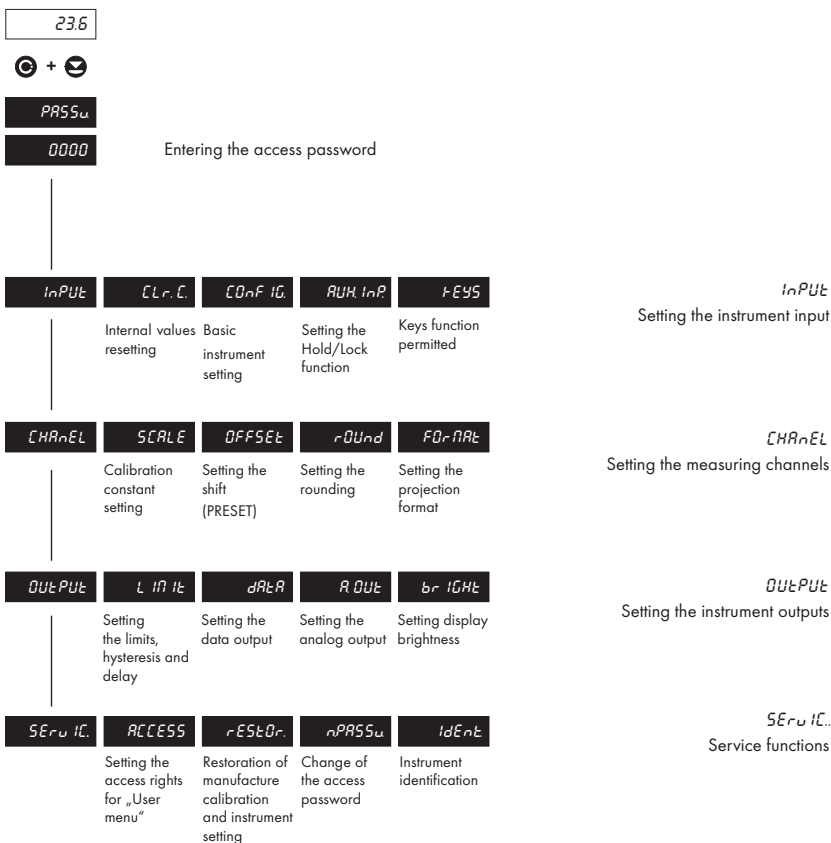 23.6
+
PASSw.
0000
Entering the access password
InPUt
CLr. C.
COnFIG.
AUX. InP.
KEYS
InPUt
Internal values
resetting
Basic
instrument
setting
Setting the
Hold/Lock
function
Keys function
permitted
Setting the instrument input
CHAnEL
SCALE
OFFSEt
rOUnd
FOrMAt
CHAnEL
Calibration
constant
setting
Setting the
shift
(PRESET)
Setting the
rounding
Setting the
projection
format
Setting the measuring channels
OUtPUt
LIMIt
dAtA
A. OUt
brIGHt
OUtPUt
Setting
the limits,
hysteresis and
delay
Setting the
data output
Setting the
analog output
Setting display
brightness
Setting the instrument outputs
SErvIC.
ACCESS
rEStOr.
nPASSw.
IdEnt.
SErvIC..
Setting the
access rights
for „User
menu"
Restoration of
manufacture
calibration
and instrument
setting
Change of
the access
password
Instrument
identification
Service functions